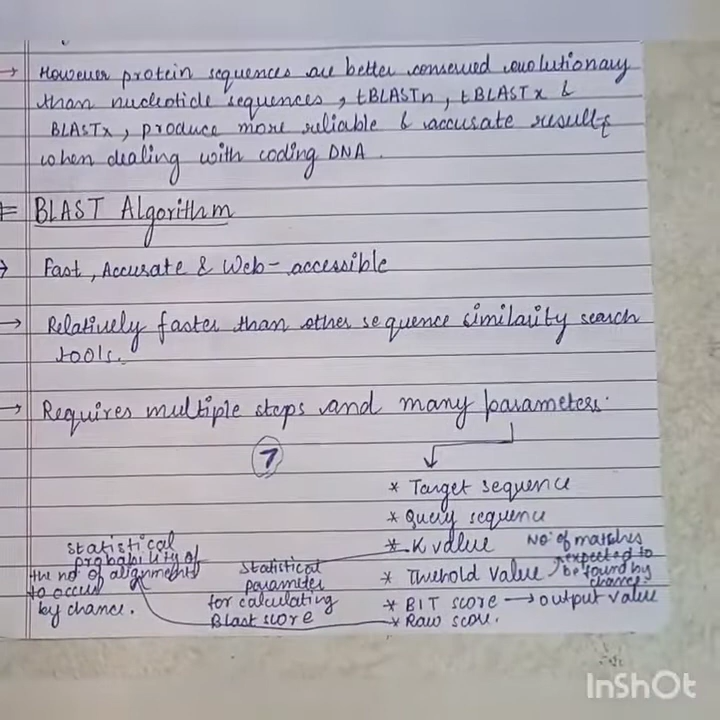 → However protein sequences are better conserved evolutionary
than nucleotide sequences, tBLASTn, tBLASTx &
BLASTx, produce more reliable & accurate results
when dealing with coding DNA.
BLAST Algorithm
→ Fast, Accurate & Web-accessible
→ Relatively faster than other sequence similarity search
tools.
→ Requires multiple steps and many parameters.
7
* Target sequence
* Query sequence
* K value
* Threhold value
No of matches
expected to
be found by
chance
* BIT score → output value
* Raw score.
Statistical
parameter
for calculating
Blast score
statistical
probability of
the no of alignments
to occur
by chance.
InShOt